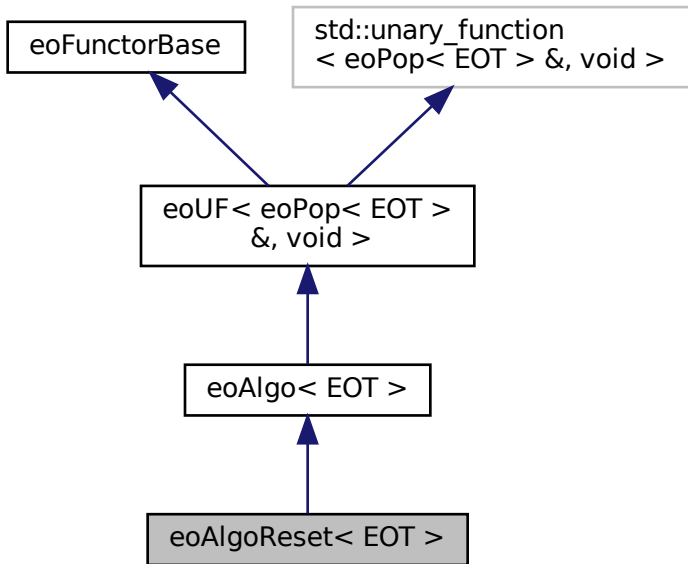 eoFunctorBase
std::unary_function
< eoPop< EOT > &, void >
eoUF< eoPop< EOT >
&, void >
eoAlgo< EOT >
eoAlgoReset< EOT >